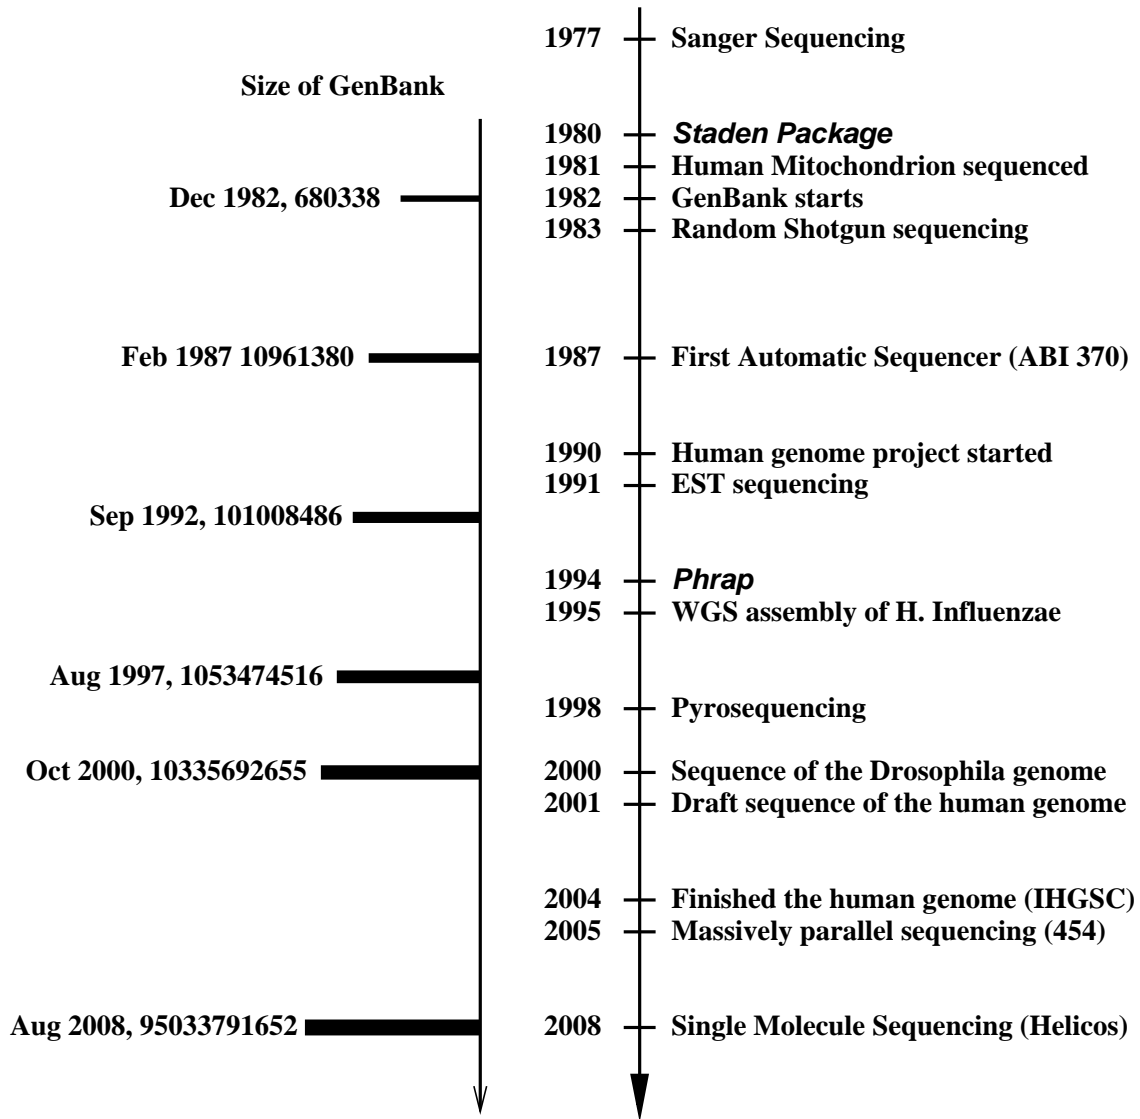 1977 Sanger Sequencing
Size of GenBank
1980 Staden Package
1981 Human Mitochondrion sequenced
Dec 1982, 680338 1982 GenBank starts
1983 Random Shotgun sequencing
Feb 1987 10961380 1987 First Automatic Sequencer (ABI 370)
1990 Human genome project started
1991 EST sequencing
Sep 1992, 101008486
1994 Phrap
1995 WGS assembly of H. Influenzae
Aug 1997, 1053474516
1998 Pyrosequencing
Oct 2000, 10335692655 2000 Sequence of the Drosophila genome
2001 Draft sequence of the human genome
2004 Finished the human genome (IHGSC)
2005 Massively parallel sequencing (454)
Aug 2008, 95033791652 2008 Single Molecule Sequencing (Helicos)